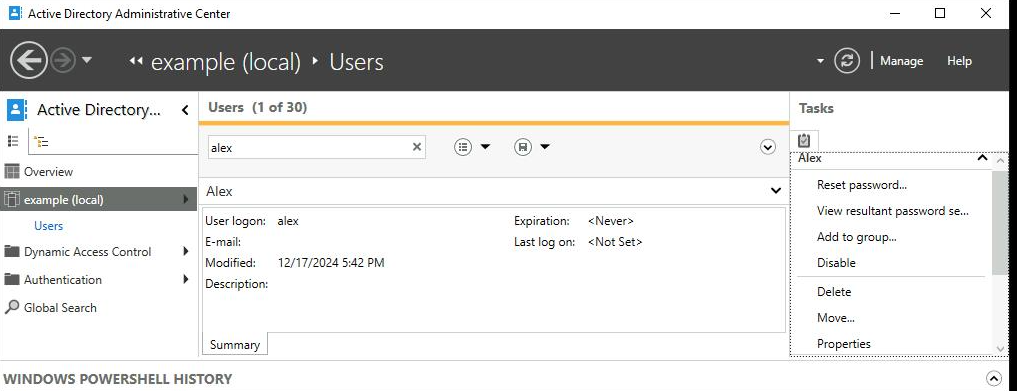 Active Directory Administrative Center
example (local) Users
Manage Help
Active Directory...
Overview
example (local)
Users
Dynamic Access Control
Authentication
Global Search
Users (1 of 30)
alex
Alex
User logon: alex
E-mail:
Modified: 12/17/2024 5:42 PM
Description:
Expiration: <Never>
Last log on: <Not Set>
Summary
Tasks
Alex
Reset password...
View resultant password se...
Add to group...
Disable
Delete
Move...
Properties
WINDOWS POWERSHELL HISTORY